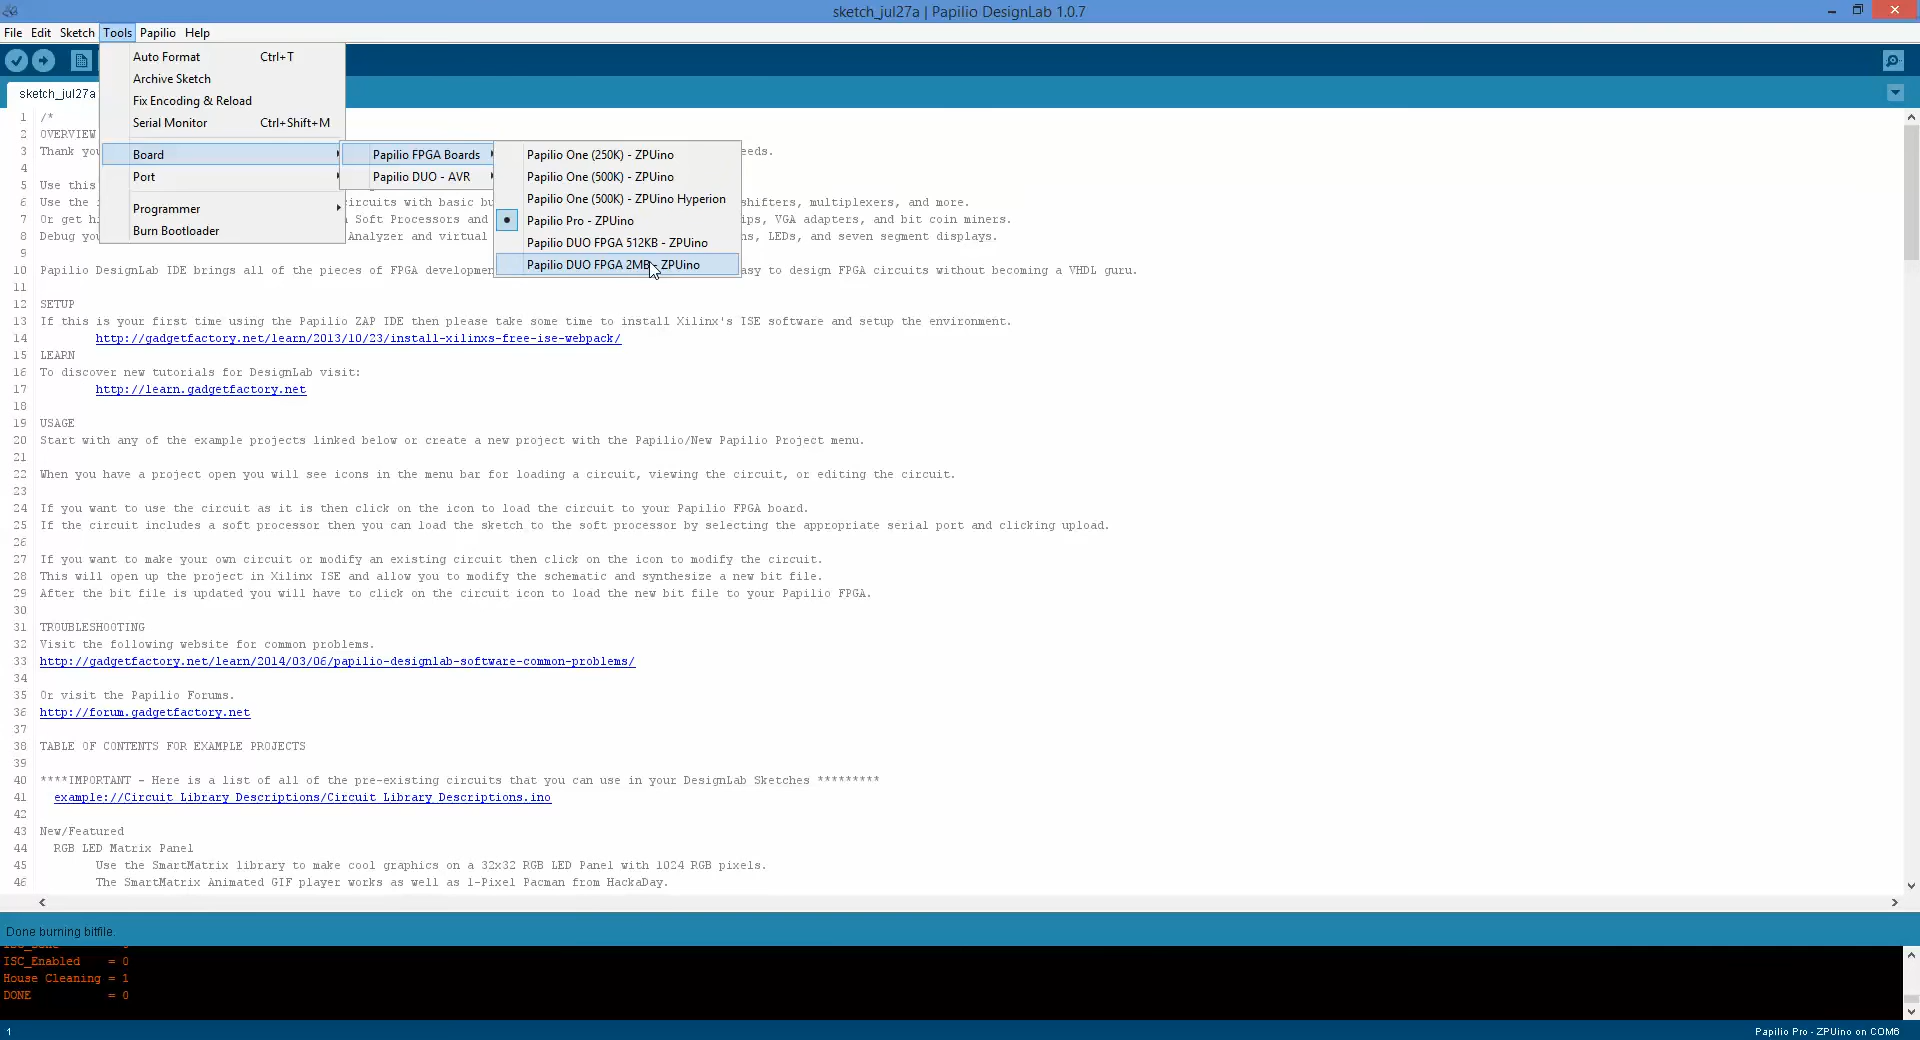 sketch_jul27a | Papilio DesignLab 1.0.7
File Edit Sketch Tools Papilio Help
Auto Format Ctrl+T
Archive Sketch
Fix Encoding & Reload
Serial Monitor Ctrl+Shift+M
Board
Port
Programmer
Burn Bootloader
Papilio FPGA Boards
Papilio DUO - AVR
Papilio One (250K) - ZPUino
Papilio One (500K) - ZPUino
Papilio One (500K) - ZPUino Hyperion
Papilio Pro - ZPUino
Papilio DUO FPGA 512KB - ZPUino
Papilio DUO FPGA 2MB - ZPUino
sketch_jul27a
1 /*
2 OVERVIEW
3 Thank you eeds.
4
5 Use this
6 Use the ircuits with basic bu shifters, multiplexers, and more.
7 Or get h Soft Processors and ips, VGA adapters, and bit coin miners.
8 Debug you Analyzer and virtual ns, LEDs, and seven segment displays.
9
10 Papilio DesignLab IDE brings all of the pieces of FPGA developmen asy to design FPGA circuits without becoming a VHDL guru.
11
12 SETUP
13 If this is your first time using the Papilio ZAP IDE then please take some time to install Xilinx's ISE software and setup the environment.
14 http://gadgetfactory.net/learn/2013/10/23/install-xilinxs-free-ise-webpack/
15 LEARN
16 To discover new tutorials for DesignLab visit:
17 http://learn.gadgetfactory.net
18
19 USAGE
20 Start with any of the example projects linked below or create a new project with the Papilio/New Papilio Project menu.
21
22 When you have a project open you will see icons in the menu bar for loading a circuit, viewing the circuit, or editing the circuit.
23
24 If you want to use the circuit as it is then click on the icon to load the circuit to your Papilio FPGA board.
25 If the circuit includes a soft processor then you can load the sketch to the soft processor by selecting the appropriate serial port and clicking upload.
26
27 If you want to make your own circuit or modify an existing circuit then click on the icon to modify the circuit.
28 This will open up the project in Xilinx ISE and allow you to modify the schematic and synthesize a new bit file.
29 After the bit file is updated you will have to click on the circuit icon to load the new bit file to your Papilio FPGA.
30
31 TROUBLESHOOTING
32 Visit the following website for common problems.
33 http://gadgetfactory.net/learn/2014/03/06/papilio-designlab-software-common-problems/
34
35 Or visit the Papilio Forums.
36 http://forum.gadgetfactory.net
37
38 TABLE OF CONTENTS FOR EXAMPLE PROJECTS
39
40 ****IMPORTANT - Here is a list of all of the pre-existing circuits that you can use in your DesignLab Sketches *********
41 example://Circuit_Library_Descriptions/Circuit_Library_Descriptions.ino
42
43 New/Featured
44 RGB LED Matrix Panel
45 Use the SmartMatrix library to make cool graphics on a 32x32 RGB LED Panel with 1024 RGB pixels.
46 The SmartMatrix Animated GIF player works as well as 1-Pixel Pacman from HackaDay.
Done burning bitfile.
ISC_Enabled = 0
House Cleaning = 1
DONE = 0
1 Papilio Pro - ZPUino on COM6